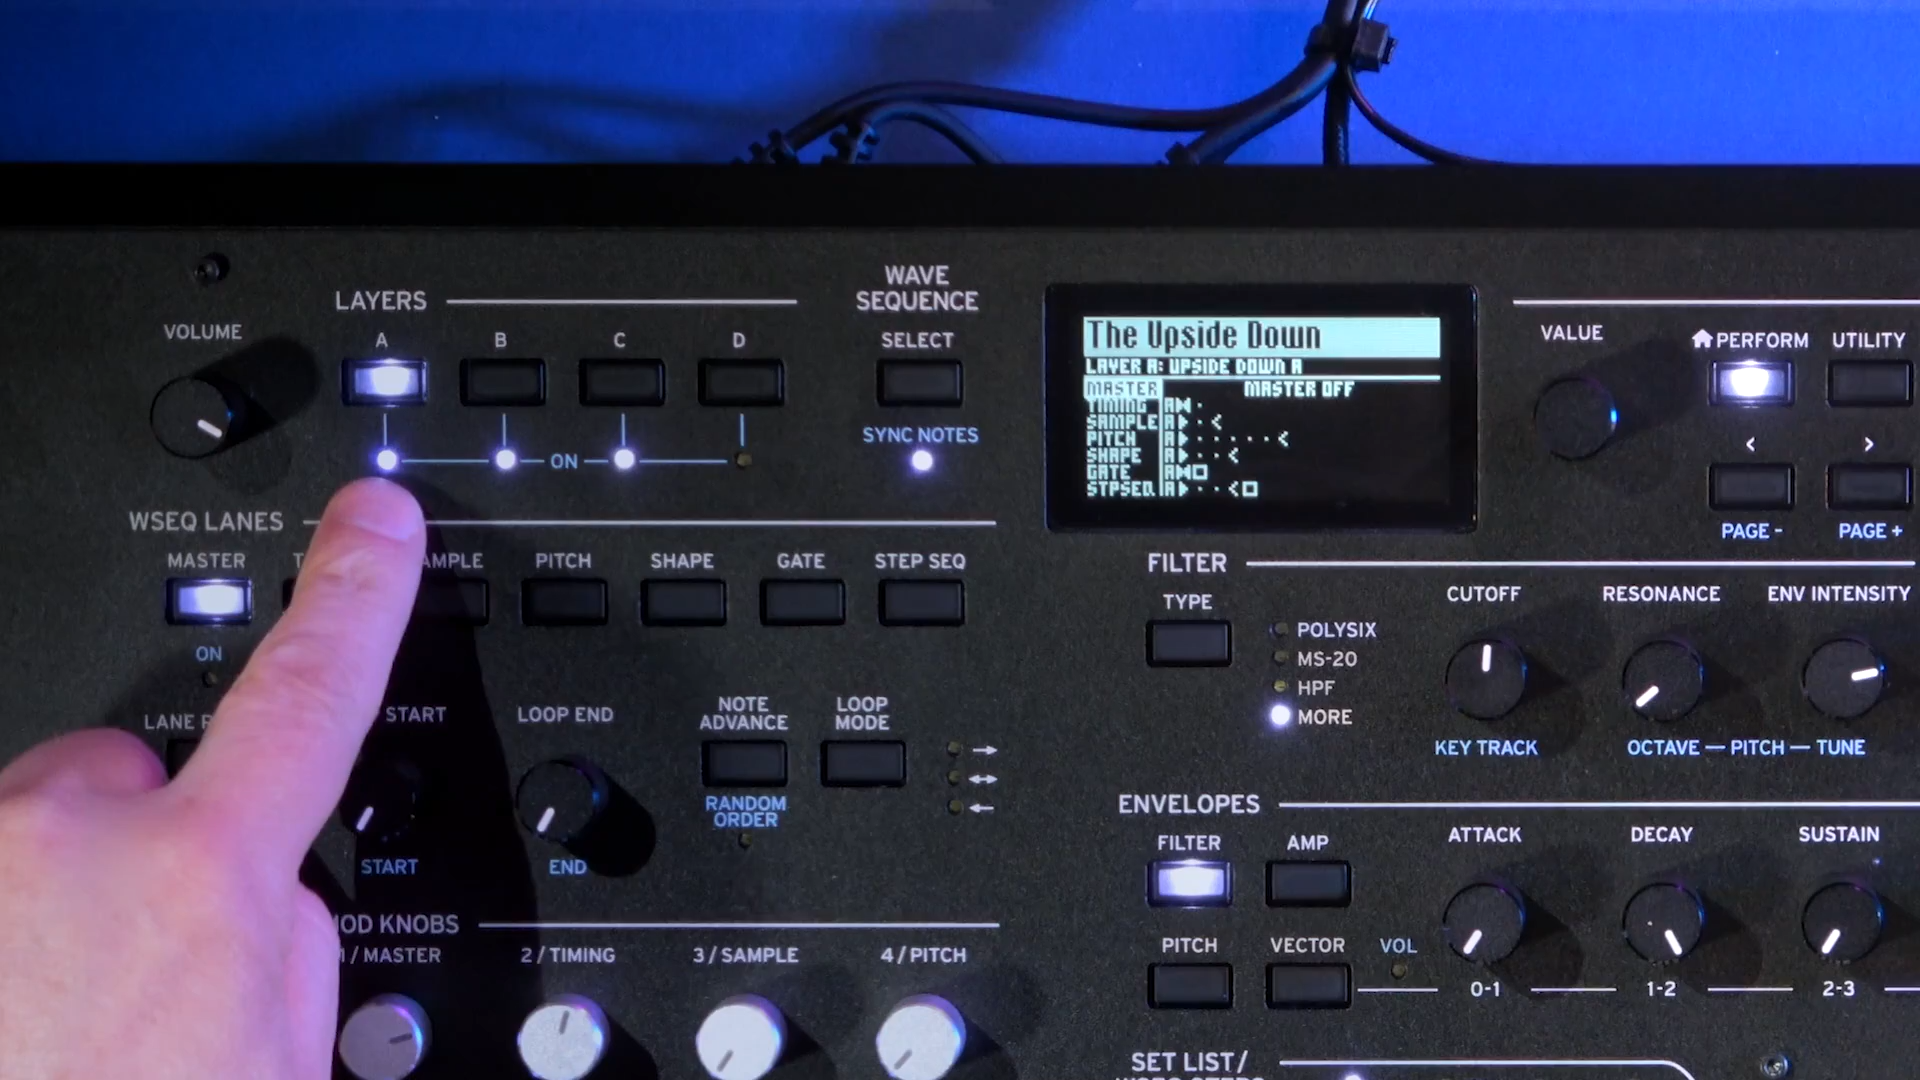 LAYERS
VOLUME
A
B
C
D
ON
WAVE
SEQUENCE
SELECT
SYNC NOTES
The Upside Down
LAYER A: UPSIDE DOWN A
MASTER
MASTER OFF
TIMING
SAMPLE
PITCH
SHAPE
GATE
STPSEQ
VALUE
PERFORM
UTILITY
<
>
PAGE -
PAGE +
WSEQ LANES
MASTER
PITCH
SHAPE
GATE
STEP SEQ
ON
LANE
START
LOOP END
START
END
NOTE
ADVANCE
RANDOM
ORDER
LOOP
MODE
FILTER
TYPE
POLYSIX
MS-20
HPF
MORE
CUTOFF
RESONANCE
ENV INTENSITY
KEY TRACK
OCTAVE — PITCH — TUNE
ENVELOPES
FILTER
AMP
PITCH
VECTOR
VOL
ATTACK
DECAY
SUSTAIN
0-1
1-2
2-3
KNOBS
/ MASTER
2 / TIMING
3 / SAMPLE
4 / PITCH
SET LIST /